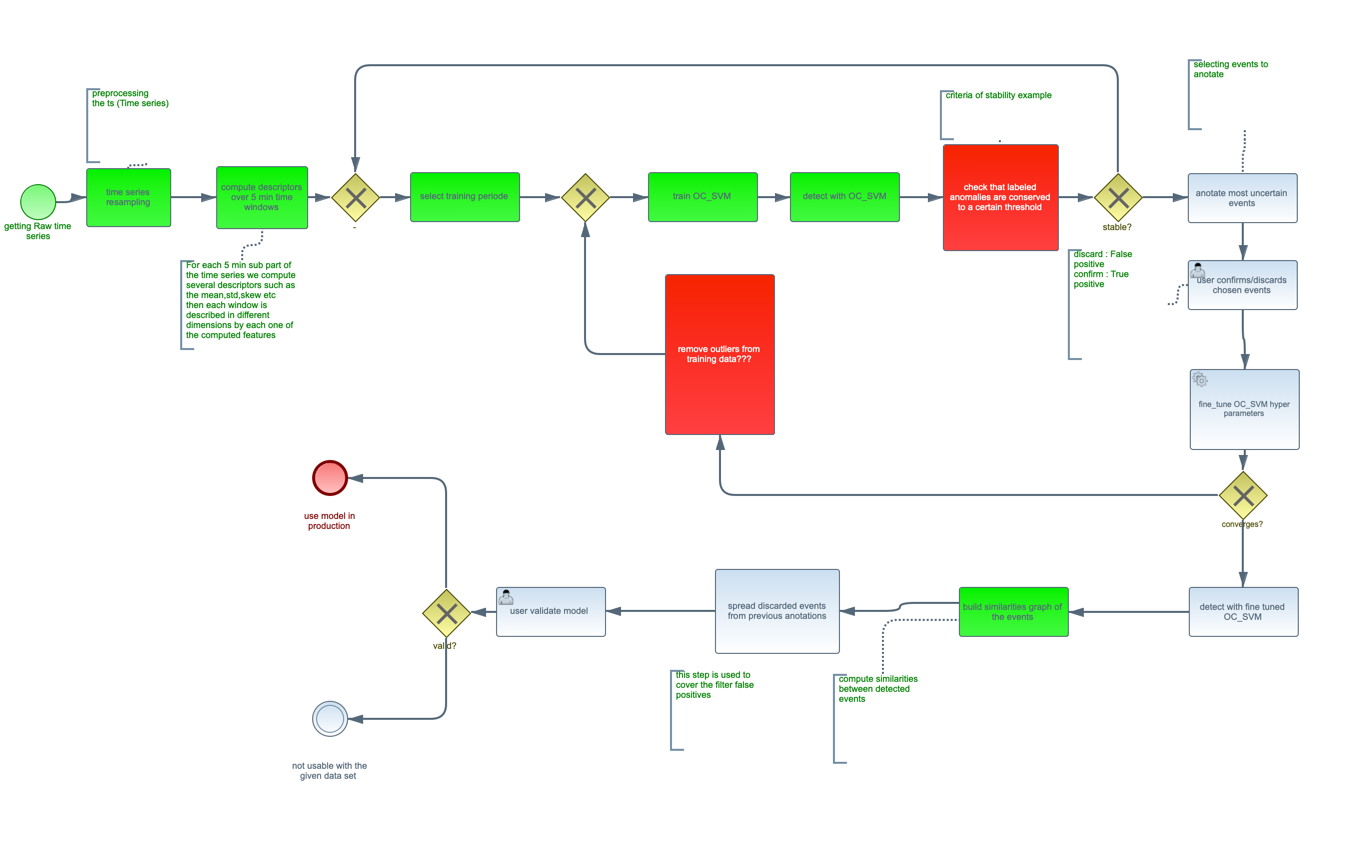 preprocessing
the ts (Time series)
criteria of stability example
selecting events to
anotate
getting Raw time
series
time series
resampling
compute descriptors
over 5 min time
windows
-
select training periode
train OC_SVM
detect with OC_SVM
check that labeled
anomalies are conserved
to a certain threshold
stable?
anotate most uncertain
events
For each 5 min sub part of
the time series we compute
several descriptors such as
the mean,std,skew etc
then each window is
described in different
dimensions by each one of
the computed features
discard : False
positive
confirm : True
positive
user confirms/discards
chosen events
remove outliers from
training data???
fine_tune OC_SVM hyper
parameters
converges?
use model in
production
valid?
user validate model
spread discarded events
from previous anotations
build similarities graph of
the events
detect with fine tuned
OC_SVM
this step is used to
cover the filter false
positives
compute similarities
between detected
events
not usable with the
given data set